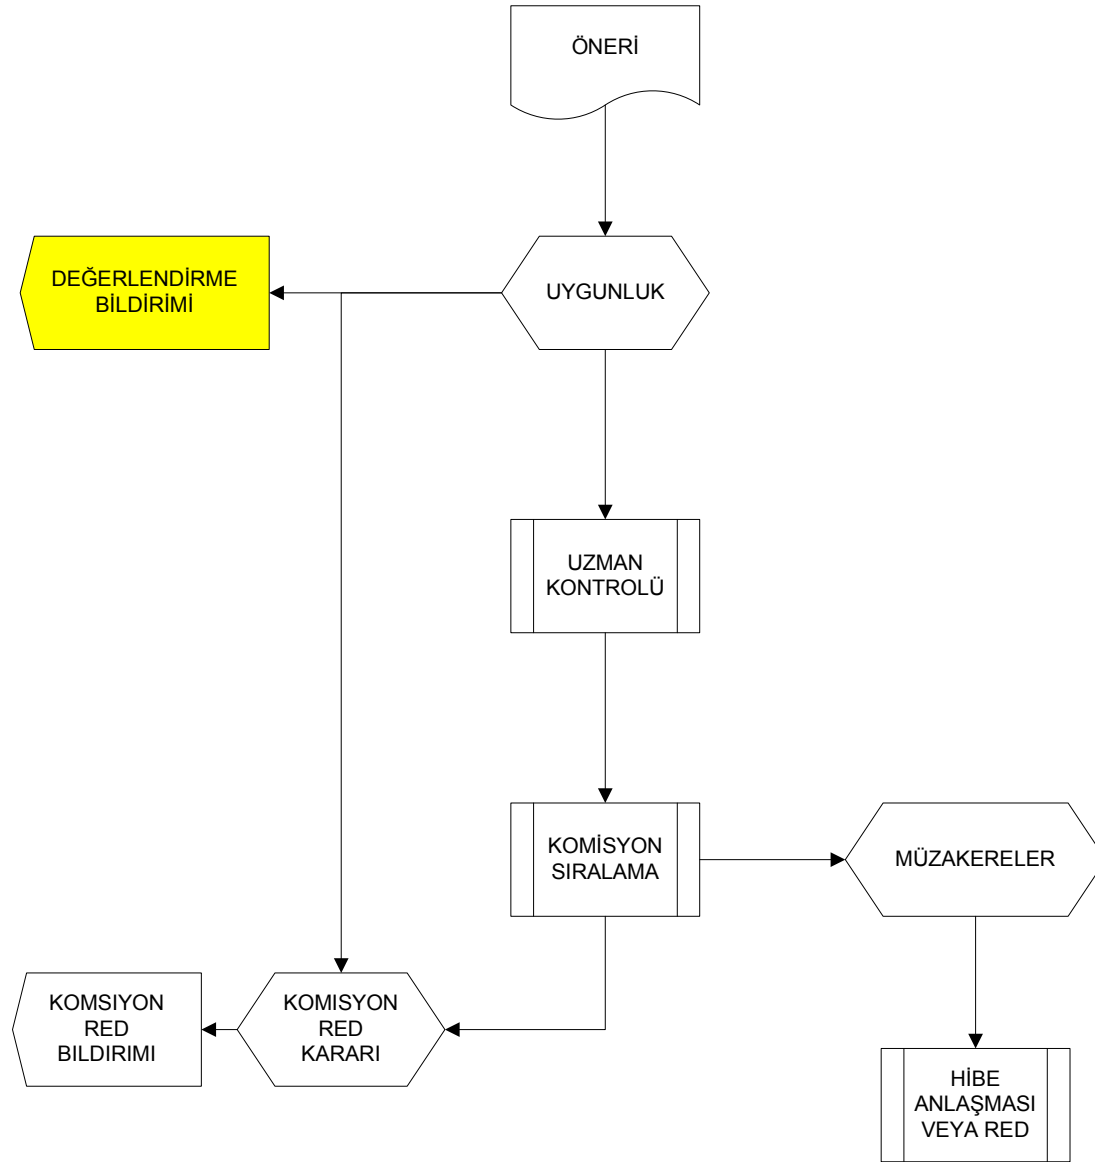 ÖNERİ
DEĞERLENDİRME
BİLDİRİMİ
UYGUNLUK
UZMAN
KONTROLÜ
KOMİSYON
SIRALAMA
MÜZAKERELER
KOMSIYON
RED
BILDIRIMI
KOMISYON
RED
KARARI
HİBE
ANLAŞMASI
VEYA RED